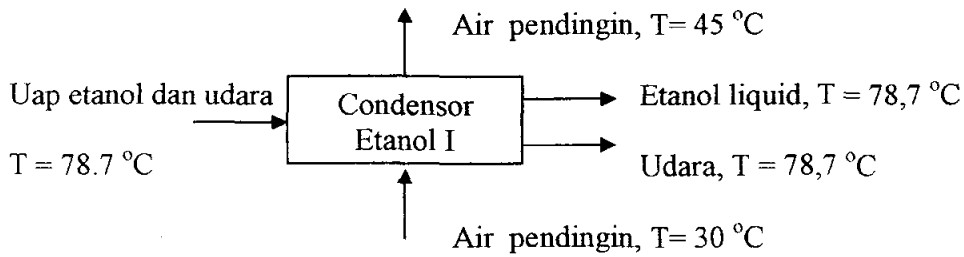 Air pendingin, T= 45 °C
Uap etanol dan udara
T = 78.7 °C
Condensor
Etanol I
Etanol liquid, T = 78,7 °C
Udara, T = 78,7 °C
Air pendingin, T= 30 °C